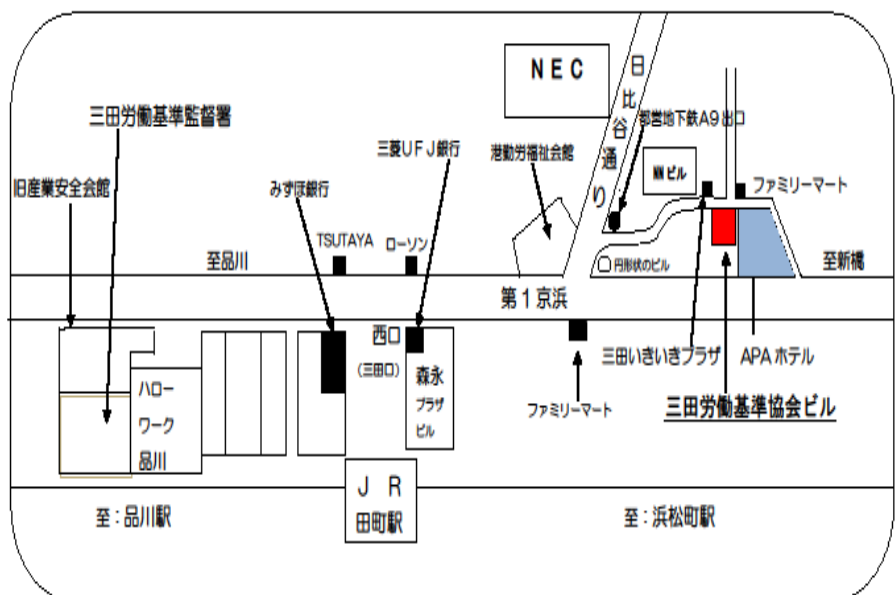 NEC
日比谷通り
三田労働基準監督署
都営地下鉄A9出口
三菱UFJ銀行
港勤労福祉会館
NNビル
旧産業安全会館
みずほ銀行
ファミリーマート
TSUTAYA
ローソン
至品川
円形状のビル
至新橋
第1京浜
西口
(三田口)
三田いきいきプラザ
APAホテル
森永
プラザ
ビル
ハロー
ワーク
品川
ファミリーマート
三田労働基準協会ビル
JR
田町駅
至:品川駅
至:浜松町駅